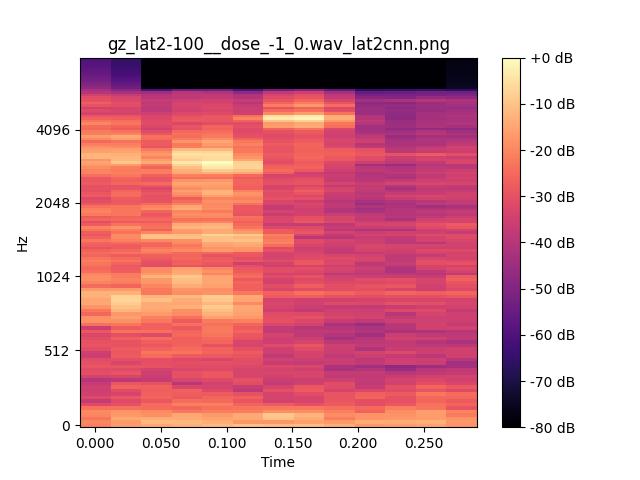 gz_lat2-100__dose_-1_0.wav_lat2cnn.png
Hz
4096
2048
1024
512
0
0.000 0.050 0.100 0.150 0.200 0.250
Time
+0 dB
-10 dB
-20 dB
-30 dB
-40 dB
-50 dB
-60 dB
-70 dB
-80 dB